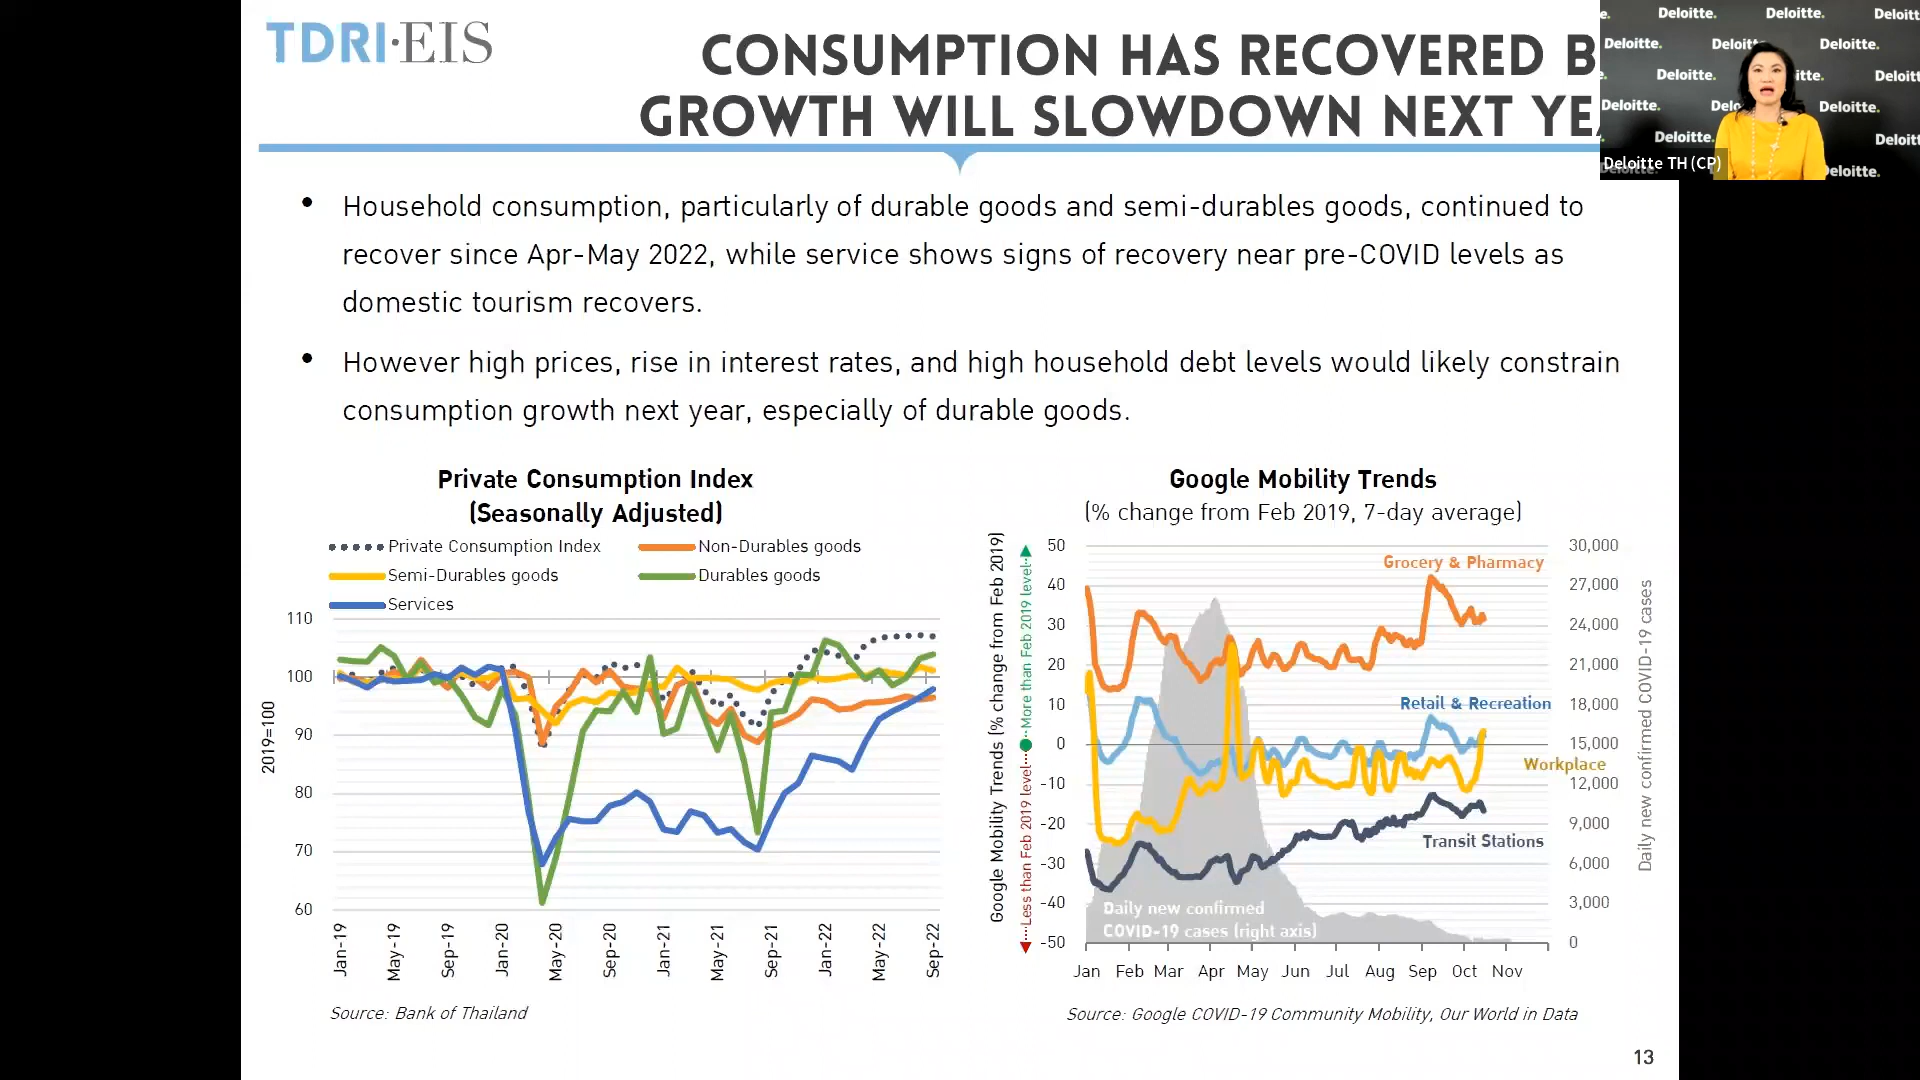 TDRI·EIS
CONSUMPTION HAS RECOVERED
GROWTH WILL SLOWDOWN NEXT
Deloitte. Deloitte.
Deloitte. Deloitte.
Deloitte.
Deloitte. Deloitte.
Deloitte.
Deloitte TH (CP)
• Household consumption, particularly of durable goods and semi-durables goods, continued to
recover since Apr-May 2022, while service shows signs of recovery near pre-COVID levels as
domestic tourism recovers.
• However high prices, rise in interest rates, and high household debt levels would likely constrain
consumption growth next year, especially of durable goods.
Private Consumption Index
(Seasonally Adjusted)
Private Consumption Index
Non-Durables goods
Semi-Durables goods
Durables goods
Services
2019=100
110
100
90
80
70
60
Jan-19
May-19
Sep-19
Jan-20
May-20
Sep-20
Jan-21
May-21
Sep-21
Jan-22
May-22
Sep-22
Source: Bank of Thailand
Google Mobility Trends
(% change from Feb 2019, 7-day average)
Google Mobility Trends (% change from Feb 2019)
Less than Feb 2019 level
More than Feb 2019 level
50
40
30
20
10
0
-10
-20
-30
-40
-50
Grocery & Pharmacy
Retail & Recreation
Workplace
Transit Stations
Daily new confirmed
COVID-19 cases (right axis)
30,000
27,000
24,000
21,000
18,000
15,000
12,000
9,000
6,000
3,000
0
Daily new confirmed COVID-19 cases
Jan Feb Mar Apr May Jun Jul Aug Sep Oct Nov
Source: Google COVID-19 Community Mobility, Our World in Data
13